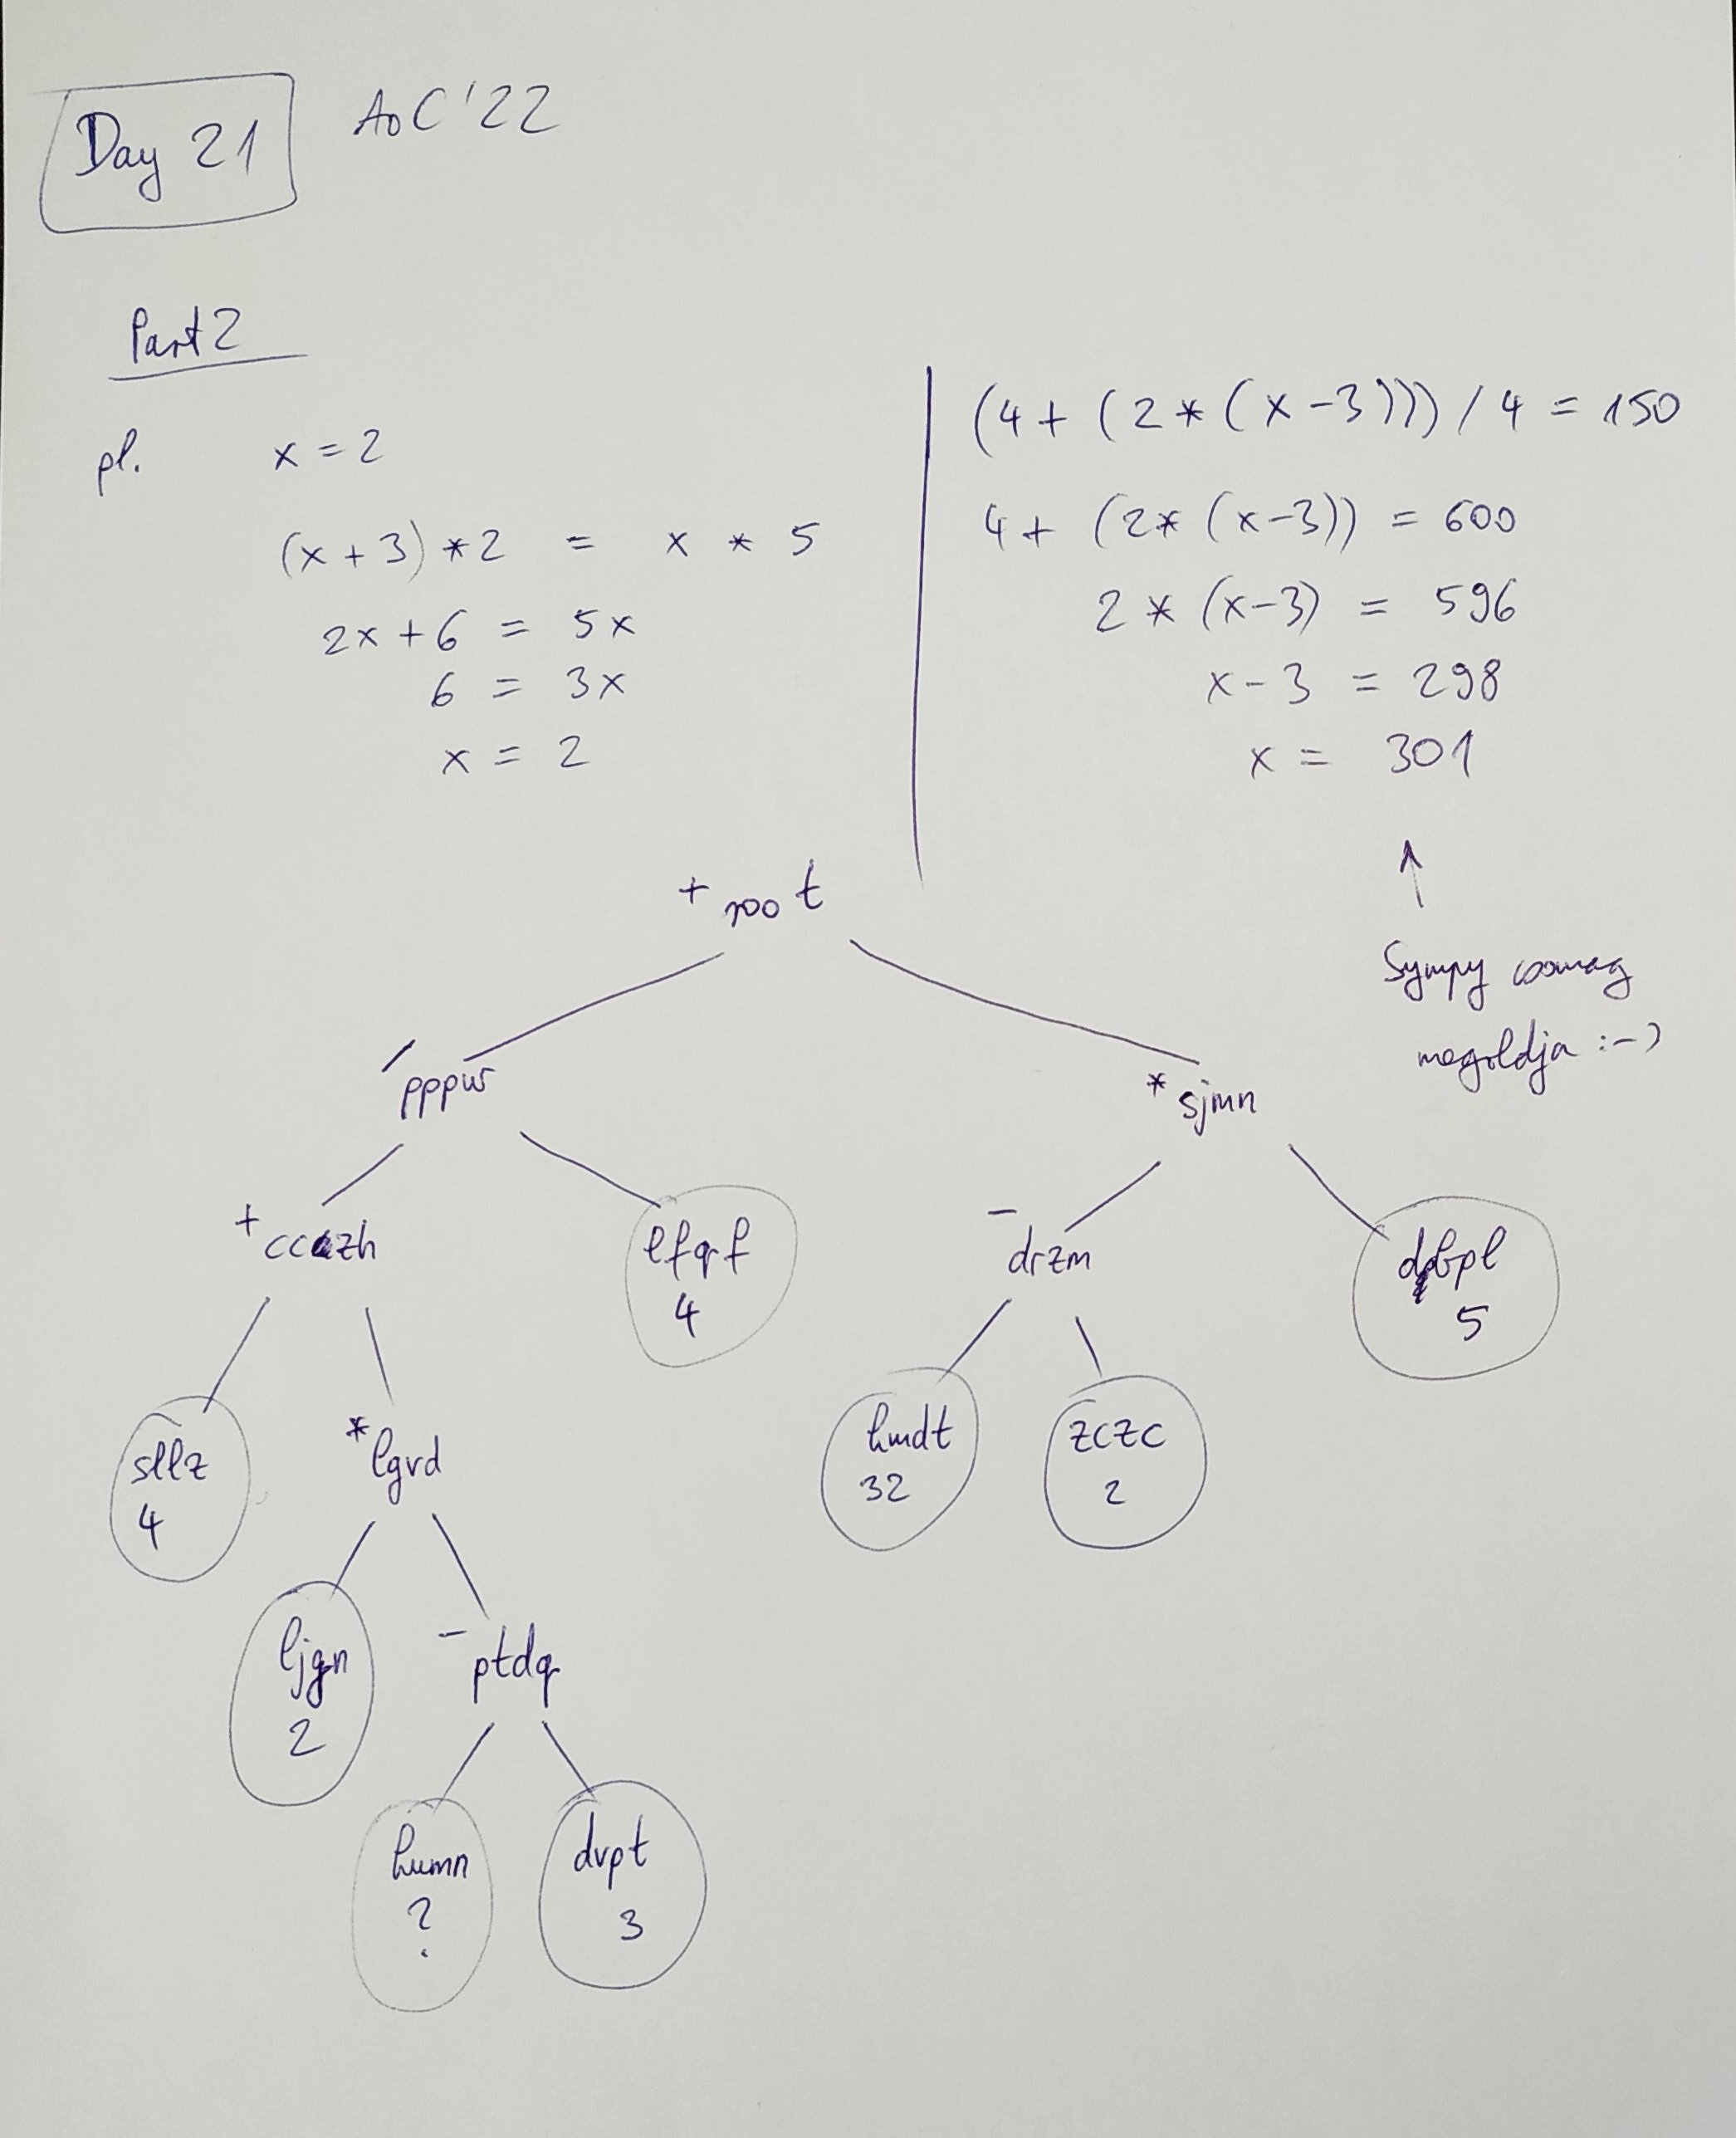 Day 21 AoC'22
Part 2
pl. x = 2
(x + 3) * 2 = x * 5
2x + 6 = 5x
6 = 3x
x = 2
(4 + (2 * (x - 3))) / 4 = 150
4 + (2 * (x - 3)) = 600
2 * (x - 3) = 596
x - 3 = 298
x = 301
↑
Sympy csomag
megoldja :-)
+ root
/ pppw
* sjmn
+ cczh
efqf
4
- drzm
dbpl
5
sllz
4
* lgvd
hmdt
32
zczc
2
ljgn
2
- ptdq
humn
?
dvpt
3